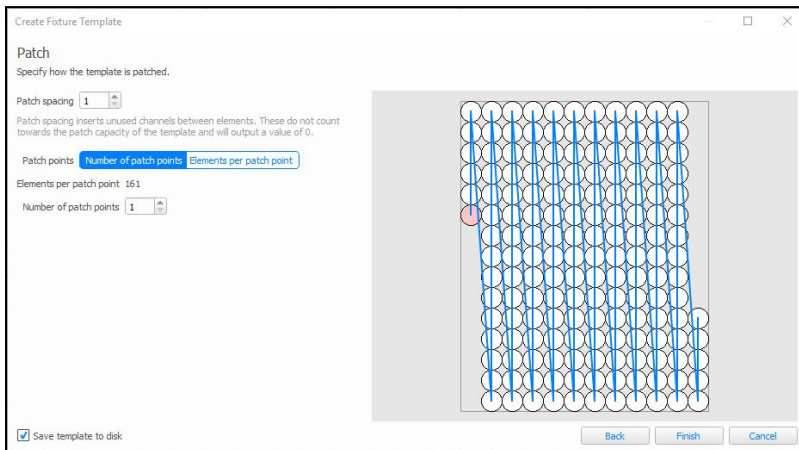 Create Fixture Template
Patch
Specify how the template is patched.
Patch spacing 1
Patch spacing inserts unused channels between elements. These do not count
towards the patch capacity of the template and will output a value of 0.
Patch points Number of patch points Elements per patch point
Elements per patch point 161
Number of patch points 1
Save template to disk
Back Finish Cancel